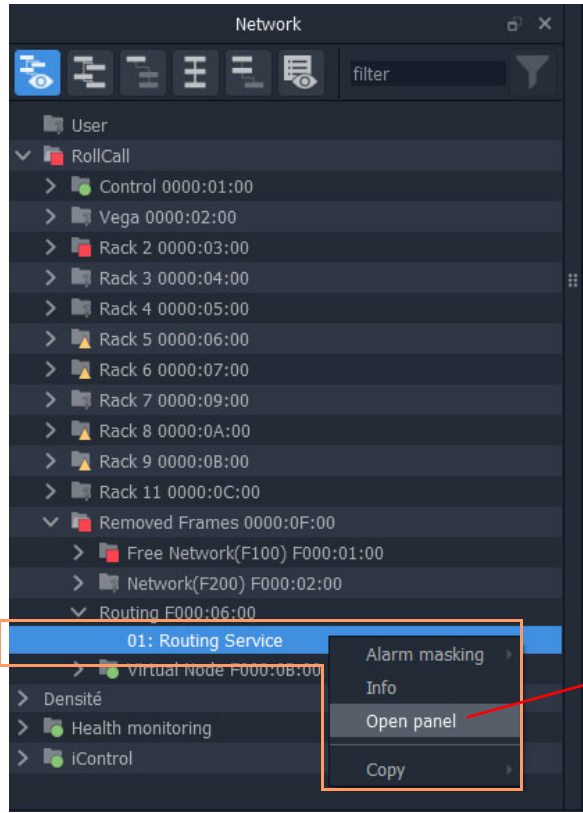 Network
filter
User
RollCall
Control 0000:01:00
Vega 0000:02:00
Rack 2 0000:03:00
Rack 3 0000:04:00
Rack 4 0000:05:00
Rack 5 0000:06:00
Rack 6 0000:07:00
Rack 7 0000:09:00
Rack 8 0000:0A:00
Rack 9 0000:0B:00
Rack 11 0000:0C:00
Removed Frames 0000:0F:00
Free Network(F100) F000:01:00
Network(F200) F000:02:00
Routing F000:06:00
01: Routing Service
Virtual Node F000:0B:00
Densité
Health monitoring
iControl
Alarm masking
Info
Open panel
Copy